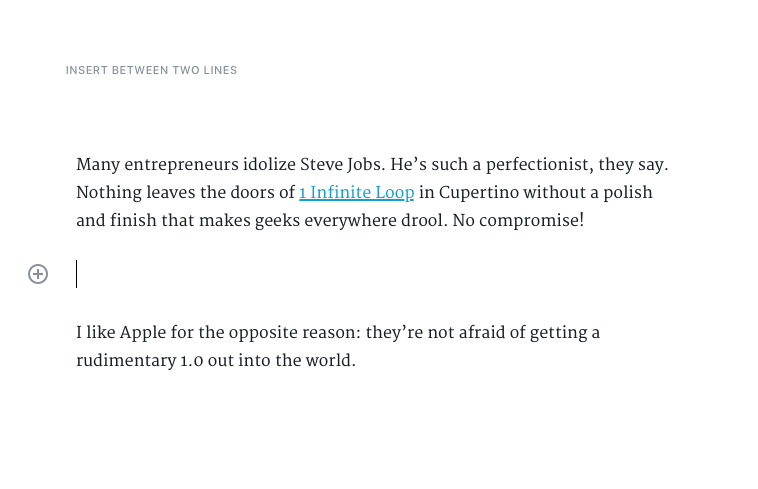 INSERT BETWEEN TWO LINES
Many entrepreneurs idolize Steve Jobs. He’s such a perfectionist, they say.
Nothing leaves the doors of 1 Infinite Loop in Cupertino without a polish
and finish that makes geeks everywhere drool. No compromise!
I like Apple for the opposite reason: they’re not afraid of getting a
rudimentary 1.0 out into the world.